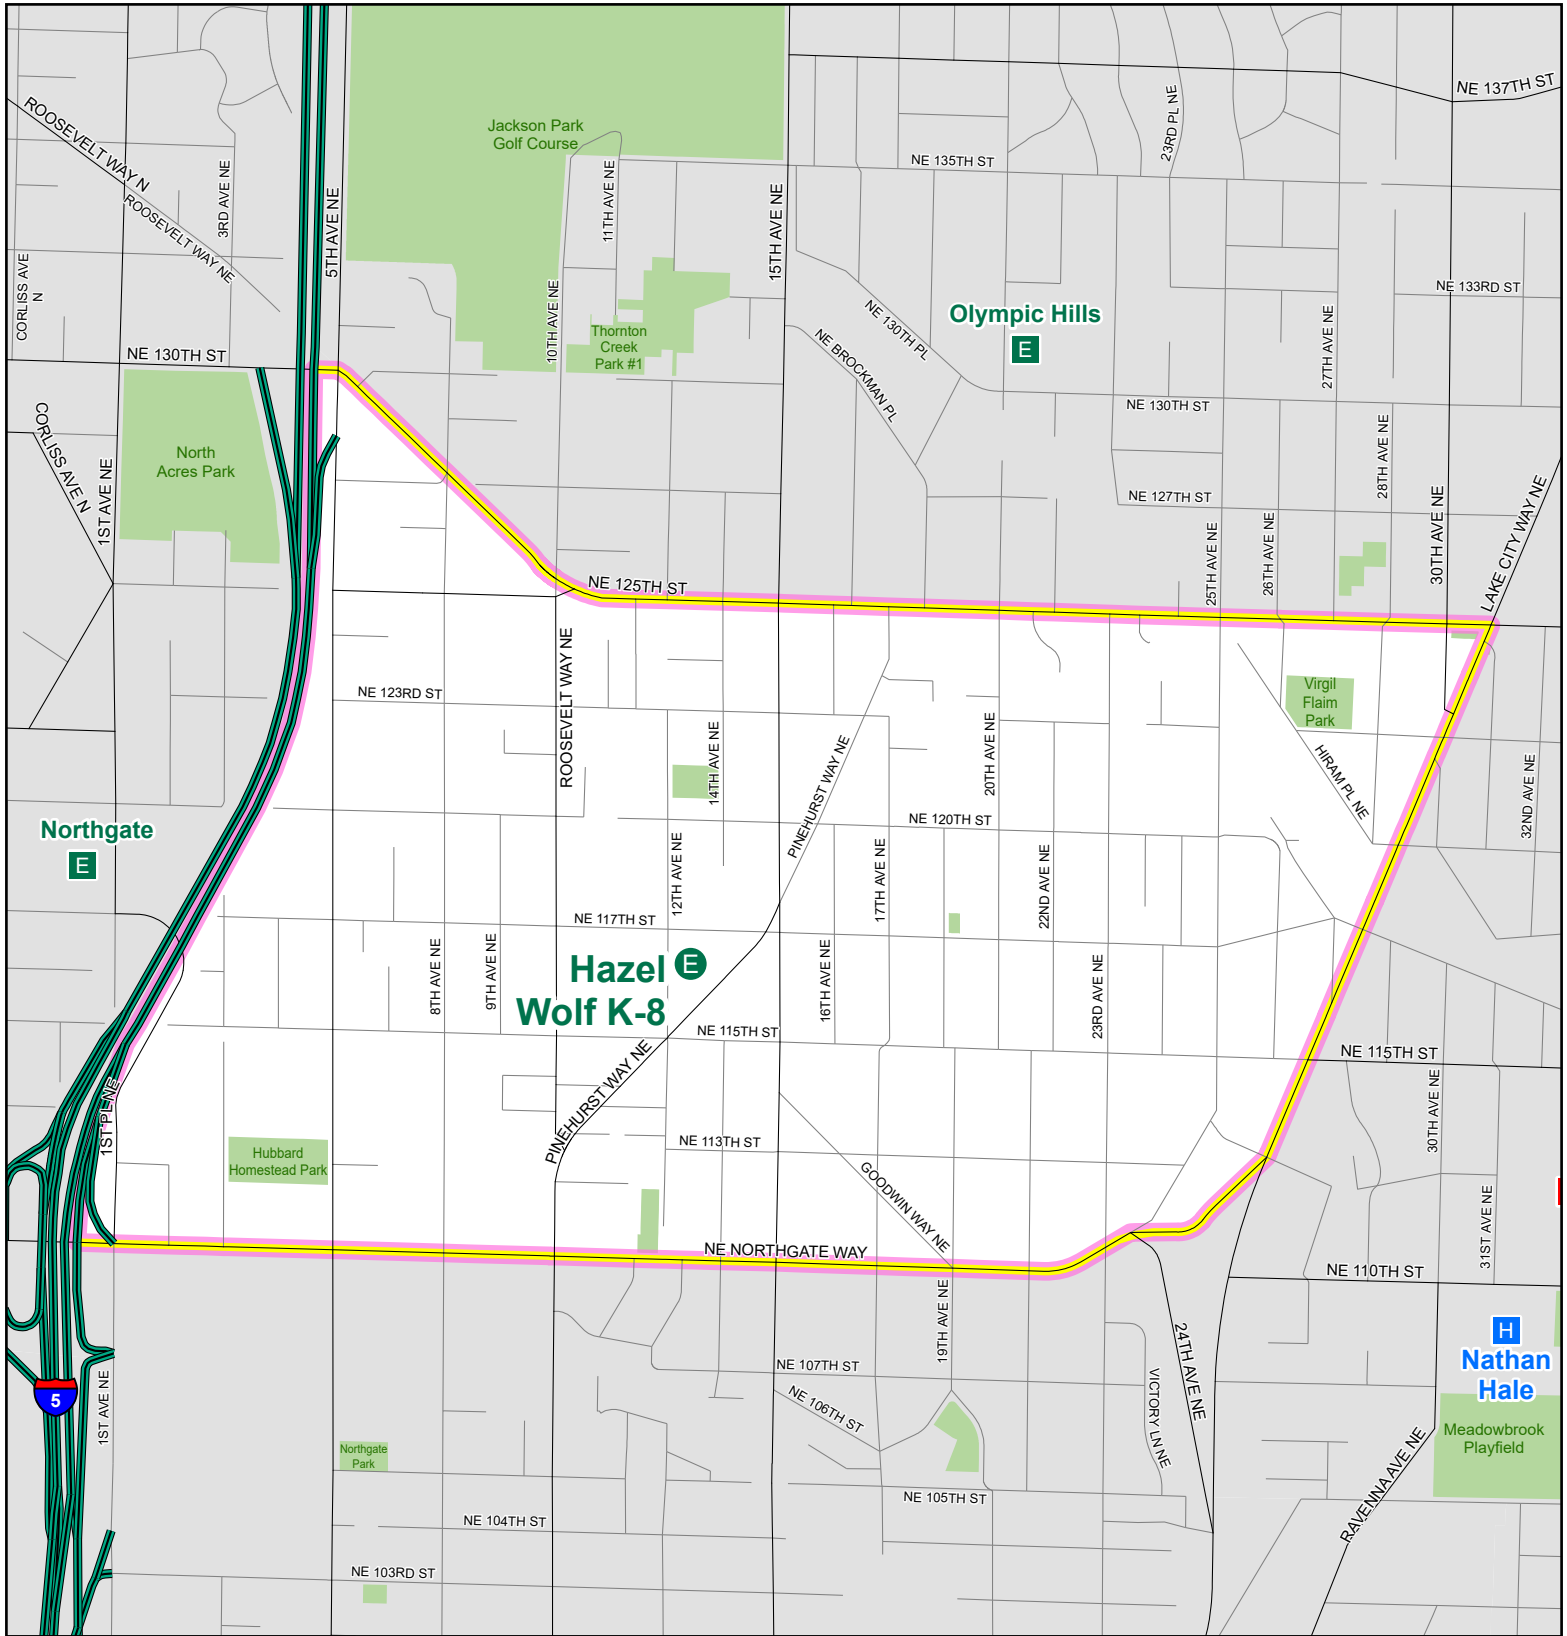 NE 137TH ST
ROOSEVELT WAY N
23RD PL NE
Jackson Park
Golf Course
NE 135TH ST
3RD AVE NE
ROOSEVELT WAY NE
5TH AVE NE
11TH AVE NE
15TH AVE NE
CORLISS AVE
N
NE 133RD ST
10TH AVE NE
Thornton
Creek
Park #1
NE 130TH PL
Olympic Hills
E
27TH AVE NE
NE BROCKMAN PL
NE 130TH ST
NE 130TH ST
CORLISS AVE N
1ST AVE NE
North
Acres Park
28TH AVE NE
NE 127TH ST
30TH AVE NE
LAKE CITY WAY NE
25TH AVE NE
26TH AVE NE
NE 125TH ST
ROOSEVELT WAY NE
NE 123RD ST
Virgil
Flaim
Park
14TH AVE NE
PINEHURST WAY NE
20TH AVE NE
HIRAM PL NE
32ND AVE NE
Northgate
E
NE 120TH ST
12TH AVE NE
17TH AVE NE
22ND AVE NE
NE 117TH ST
8TH AVE NE
9TH AVE NE
Hazel
Wolf K-8
E
16TH AVE NE
23RD AVE NE
NE 115TH ST
NE 115TH ST
1ST PL NE
PINEHURST WAY NE
30TH AVE NE
Hubbard
Homestead Park
NE 113TH ST
GOODWIN WAY NE
31ST AVE NE
NE NORTHGATE WAY
NE 110TH ST
19TH AVE NE
24TH AVE NE
H
Nathan
Hale
5
1ST AVE NE
NE 107TH ST
NE 106TH ST
VICTORY LN NE
Northgate
Park
Meadowbrook
Playfield
RAVENNA AVE NE
NE 105TH ST
NE 104TH ST
NE 103RD ST